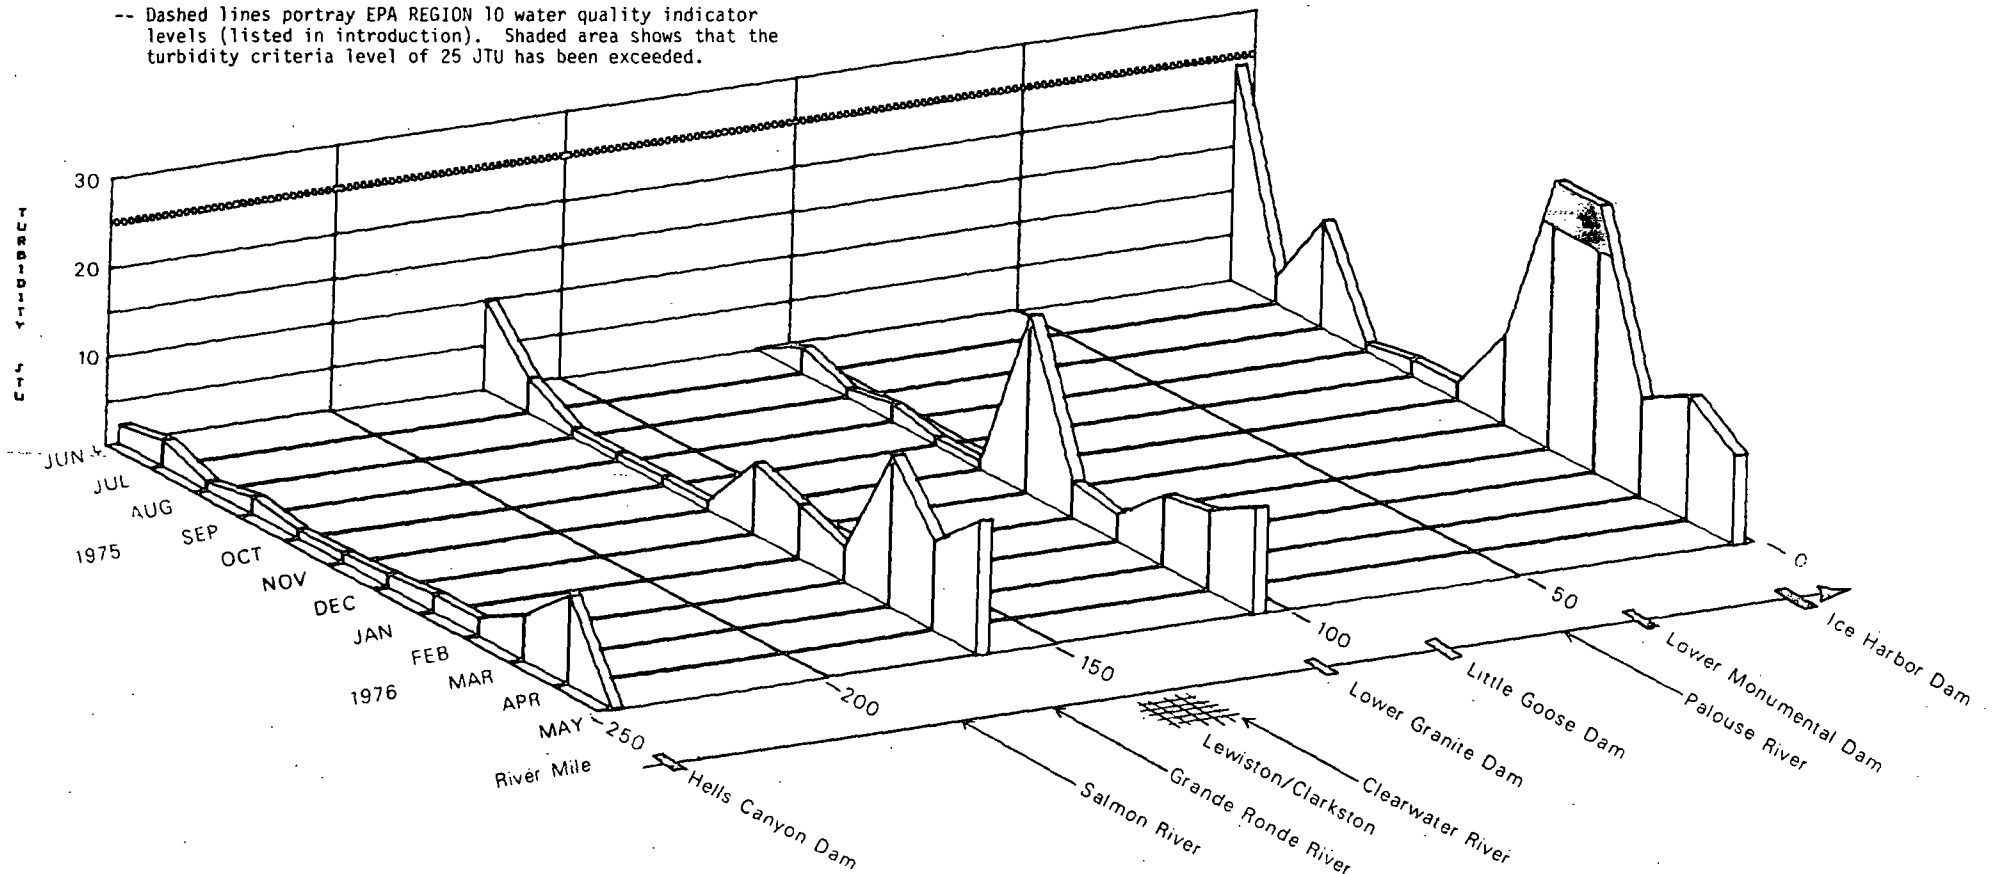 -- Dashed lines portray EPA REGION 10 water quality indicator
levels (listed in introduction). Shaded area shows that the
turbidity criteria level of 25 JTU has been exceeded.
30
20
10
TURBIDITY JTU
JUN
JUL
AUG
SEP
OCT
NOV
DEC
JAN
FEB
MAR
APR
MAY
1975
1976
250
200
150
100
50
0
River Mile
Hells Canyon Dam
Salmon River
Grande Ronde River
Lewiston/Clarkston
Clearwater River
Lower Granite Dam
Little Goose Dam
Palouse River
Lower Monumental Dam
Ice Harbor Dam